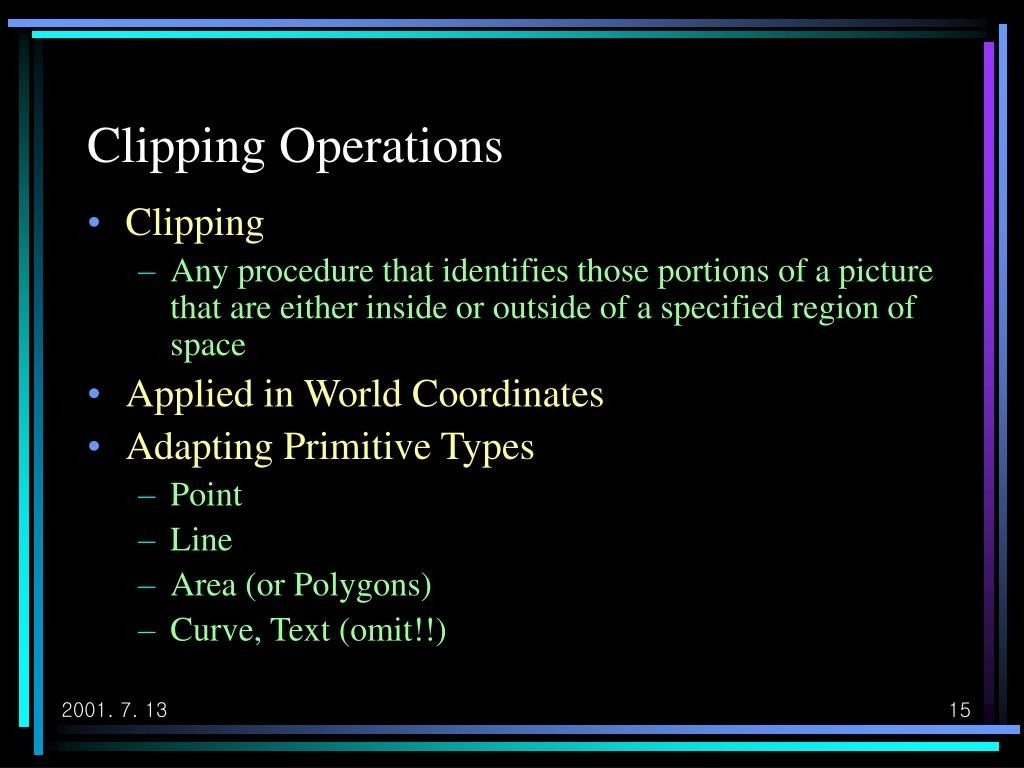 Clipping Operations
• Clipping
– Any procedure that identifies those portions of a picture
that are either inside or outside of a specified region of
space
• Applied in World Coordinates
• Adapting Primitive Types
– Point
– Line
– Area (or Polygons)
– Curve, Text (omit!!)
2001. 7. 13
15